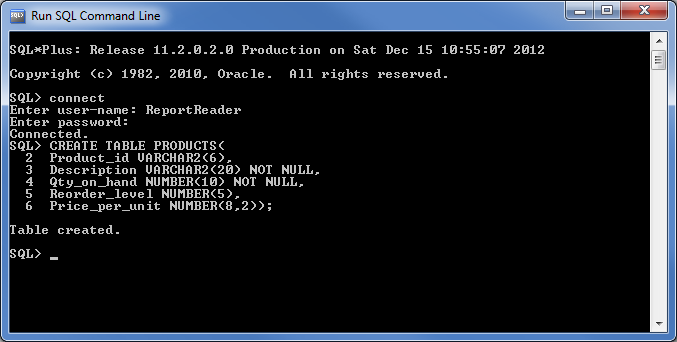 Run SQL Command Line
SQL*Plus: Release 11.2.0.2.0 Production on Sat Dec 15 10:55:07 2012
Copyright (c) 1982, 2010, Oracle.  All rights reserved.
SQL> connect
Enter user-name: ReportReader
Enter password:
Connected.
SQL> CREATE TABLE PRODUCTS(
  2  Product_id VARCHAR2(6),
  3  Description VARCHAR2(20) NOT NULL,
  4  Qty_on_hand NUMBER(10) NOT NULL,
  5  Reorder_level NUMBER(5),
  6  Price_per_unit NUMBER(8,2));
Table created.
SQL> _